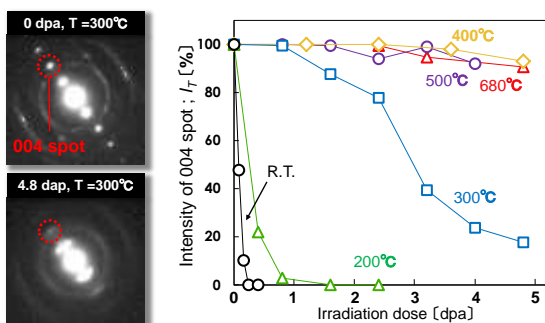 0 dpa, T =300℃
004 spot
4.8 dap, T =300℃
Intensity of 004 spot ; I_T [%]
100
80
60
40
20
0
400℃
500℃
680℃
R.T.
300℃
200℃
0 1 2 3 4 5
Irradiation dose [dpa]